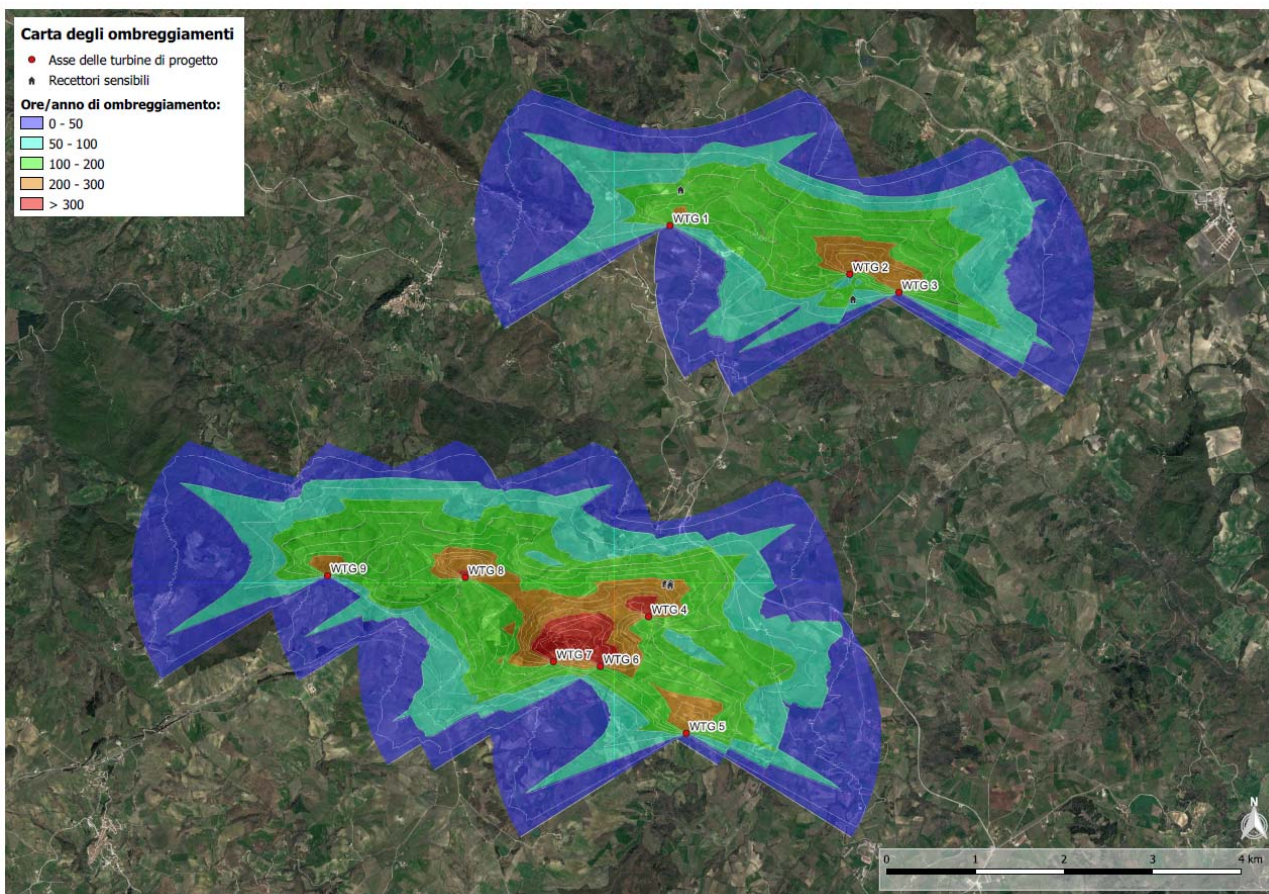 Carta degli ombreggiamenti
Asse delle turbine di progetto
Recettori sensibili
Ore/anno di ombreggiamento:
0 - 50
50 - 100
100 - 200
200 - 300
> 300
WTG 1
WTG 2
WTG 3
WTG 9
WTG 8
WTG 4
WTG 7
WTG 6
WTG 5
N
0 1 2 3 4 km